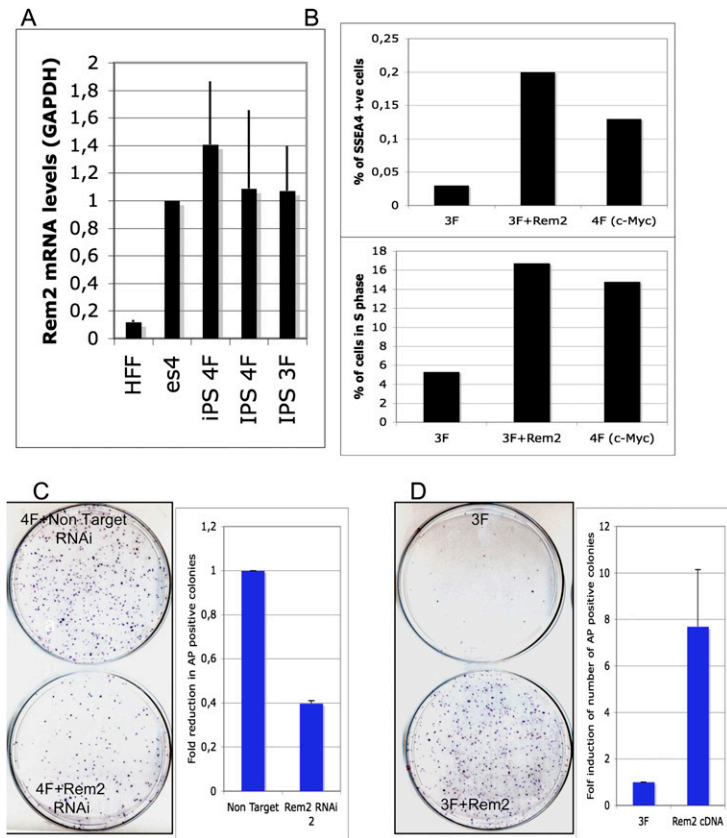 A
Rem2 mRNA levels (GAPDH)
2
1,8
1,6
1,4
1,2
1
0,8
0,6
0,4
0,2
0
HFF
es4
iPS 4F
IPS 4F
IPS 3F
B
% of SSEA4 +ve cells
0,25
0,2
0,15
0,1
0,05
0
3F
3F+Rem2
4F (c-Myc)
% of cells in S phase
18
16
14
12
10
8
6
4
2
0
3F
3F+Rem2
4F (c-Myc)
C
4F+Non Target
RNAi
4F+Rem2
RNAi
Fold reduction in AP positive colonies
1,2
1
0,8
0,6
0,4
0,2
0
Non Target
Rem2 RNAi
2
D
3F
3F+Rem2
Folf induction of number of AP positive colonies
12
10
8
6
4
2
0
3F
Rem2 cDNA